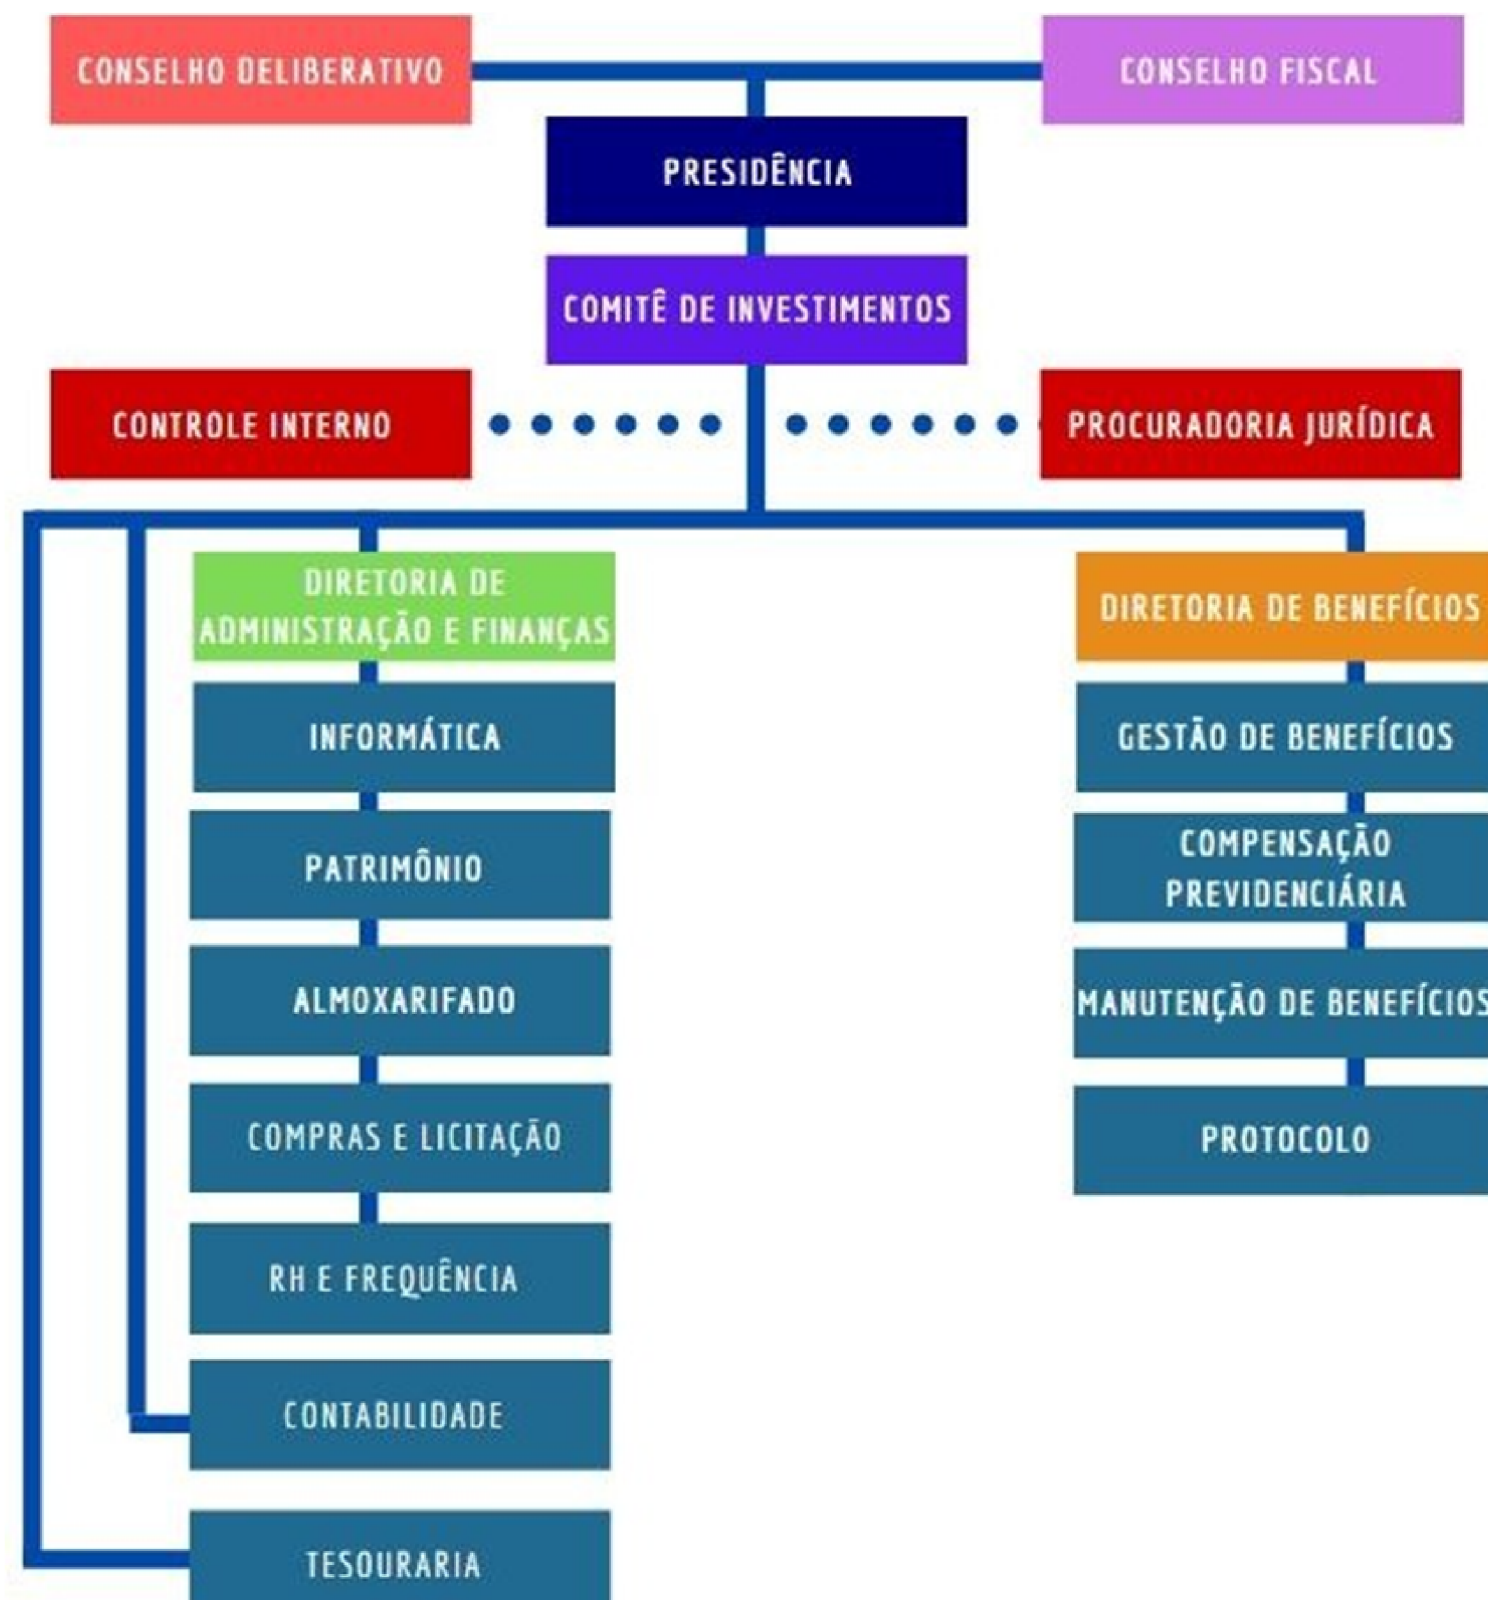 CONSELHO DELIBERATIVO
CONSELHO FISCAL
PRESIDÊNCIA
COMITÊ DE INVESTIMENTOS
CONTROLE INTERNO
PROCURADORIA JURÍDICA
DIRETORIA DE
ADMINISTRAÇÃO E FINANÇAS
INFORMÁTICA
PATRIMÔNIO
ALMOXARIFADO
COMPRAS E LICITAÇÃO
RH E FREQUÊNCIA
CONTABILIDADE
TESOURARIA
DIRETORIA DE BENEFÍCIOS
GESTÃO DE BENEFÍCIOS
COMPENSAÇÃO
PREVIDENCIÁRIA
MANUTENÇÃO DE BENEFÍCIOS
PROTOCOLO